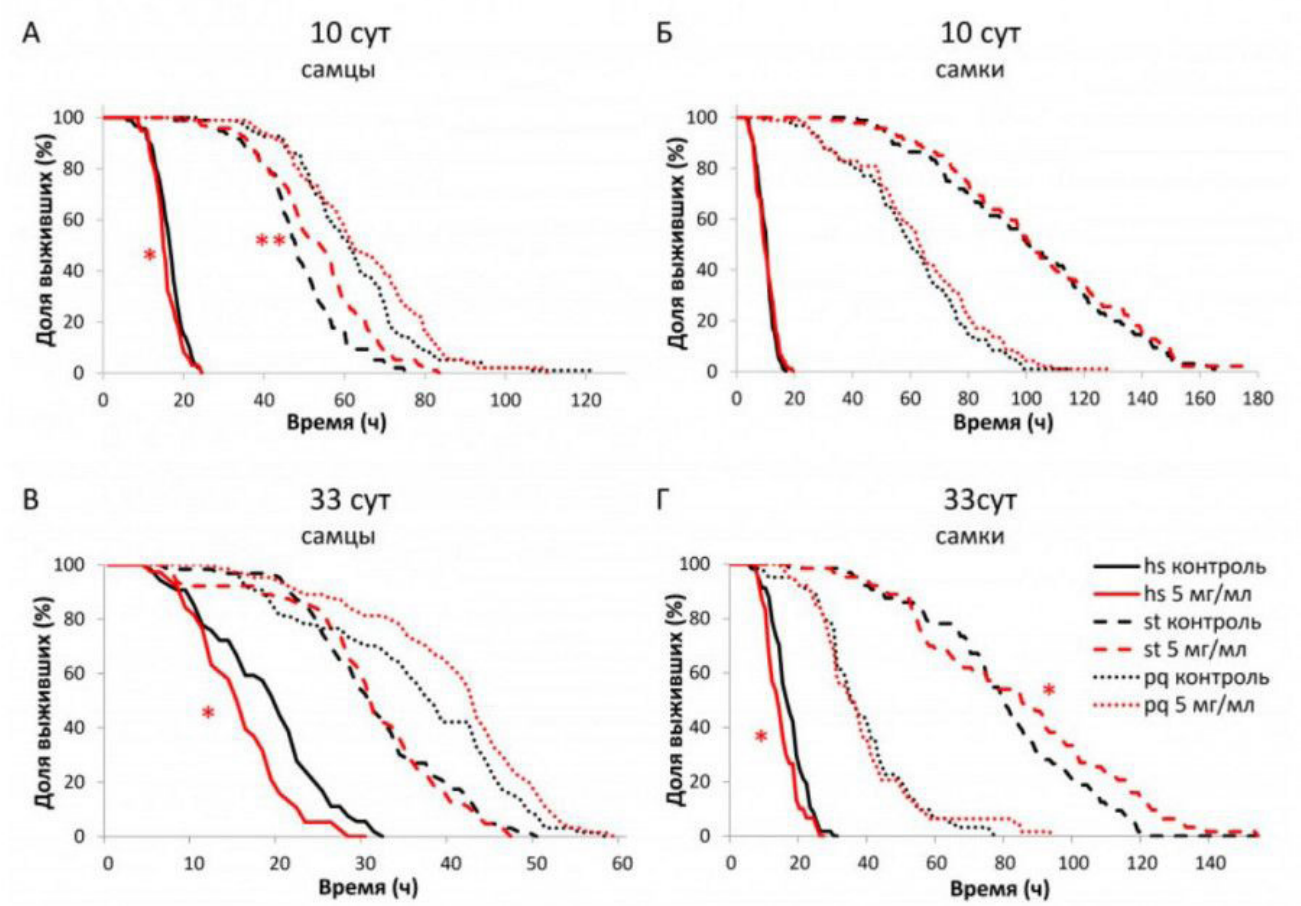 А
10 сут
самцы
Доля выживших (%)
100
80
60
40
20
0
*
**
0 20 40 60 80 100 120
Время (ч)
Б
10 сут
самки
Доля выживших (%)
100
80
60
40
20
0
0 20 40 60 80 100 120 140 160 180
Время (ч)
В
33 сут
самцы
Доля выживших (%)
100
80
60
40
20
0
*
0 10 20 30 40 50 60
Время (ч)
Г
33сут
самки
Доля выживших (%)
100
80
60
40
20
0
*
*
0 20 40 60 80 100 120 140
Время (ч)
hs контроль
hs 5 мг/мл
st контроль
st 5 мг/мл
pq контроль
pq 5 мг/мл